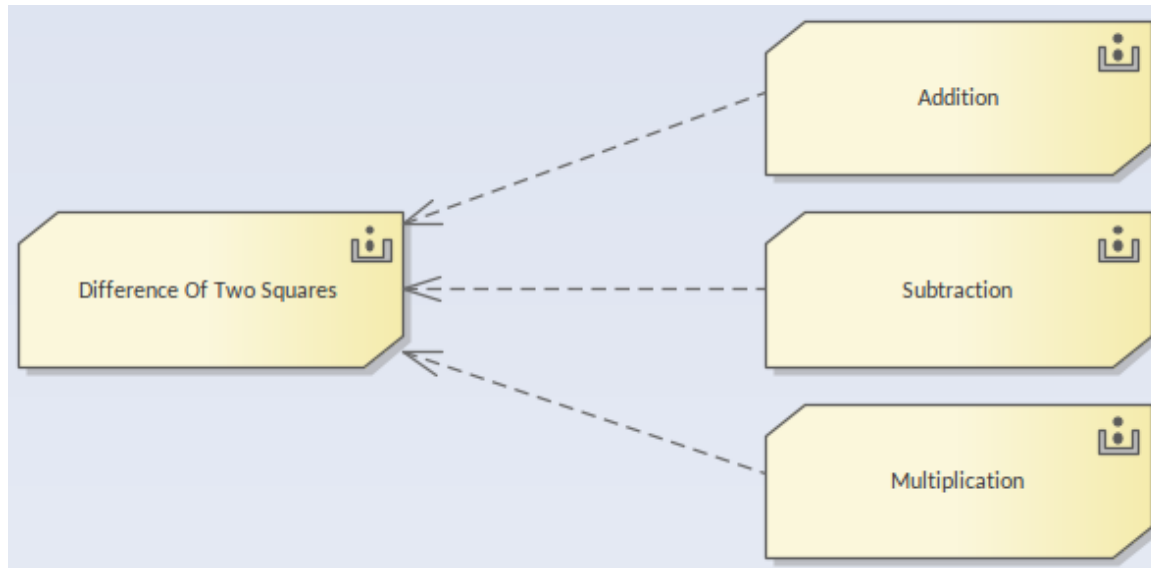 Addition
Difference Of Two Squares
Subtraction
Multiplication